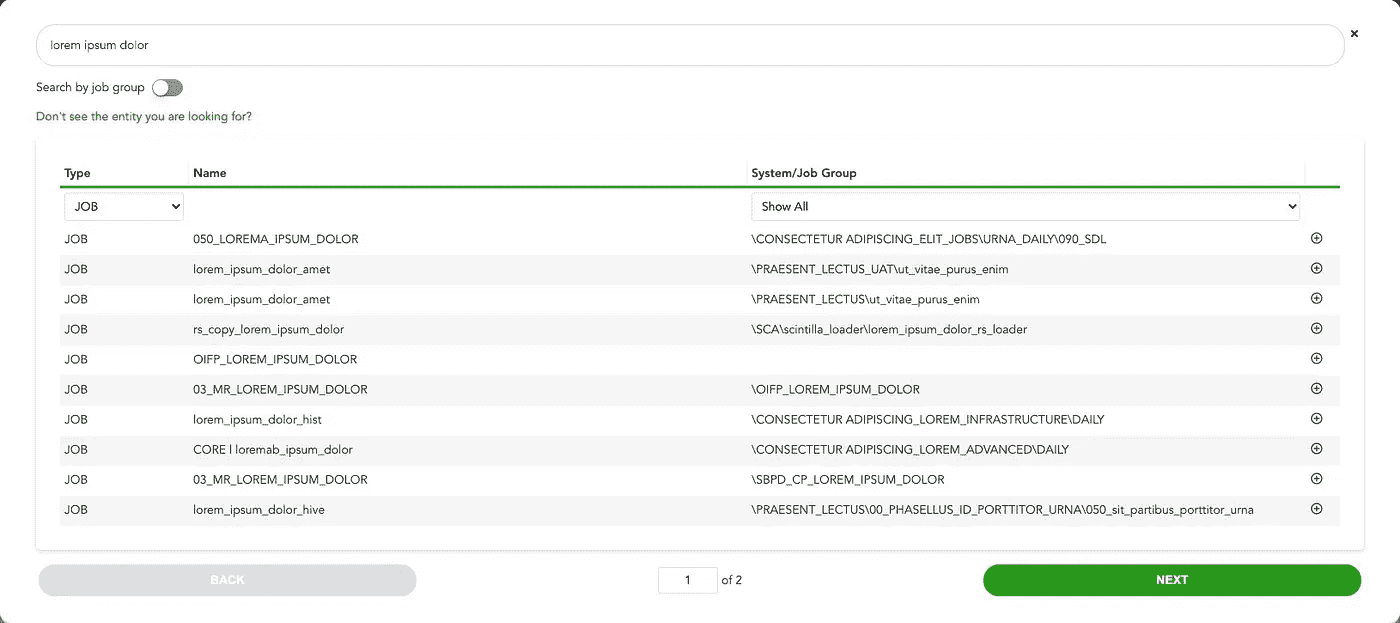 lorem ipsum dolor
×
Search by job group
Don't see the entity you are looking for?
Type Name System/Job Group
JOB Show All
JOB 050_LOREMA_IPSUM_DOLOR \CONSECTETUR ADIPISCING_ELIT_JOBS\URNA_DAILY\090_SDL
JOB lorem_ipsum_dolor_amet \PRAESENT_LECTUS_UAT\ut_vitae_purus_enim
JOB lorem_ipsum_dolor_amet \PRAESENT_LECTUS\ut_vitae_purus_enim
JOB rs_copy_lorem_ipsum_dolor \SCA\scintilla_loader\lorem_ipsum_dolor_rs_loader
JOB OIFP_LOREM_IPSUM_DOLOR
JOB 03_MR_LOREM_IPSUM_DOLOR \OIFP_LOREM_IPSUM_DOLOR
JOB lorem_ipsum_dolor_hist \CONSECTETUR ADIPISCING_LOREM_INFRASTRUCTURE\DAILY
JOB CORE l loremab_ipsum_dolor \CONSECTETUR ADIPISCING_LOREM_ADVANCED\DAILY
JOB 03_MR_LOREM_IPSUM_DOLOR \SBPD_CP_LOREM_IPSUM_DOLOR
JOB lorem_ipsum_dolor_hive \PRAESENT_LECTUS\00_PHASELLUS_ID_PORTTITOR_URNA\050_sit_partibus_porttitor_urna
BACK 1 of 2 NEXT